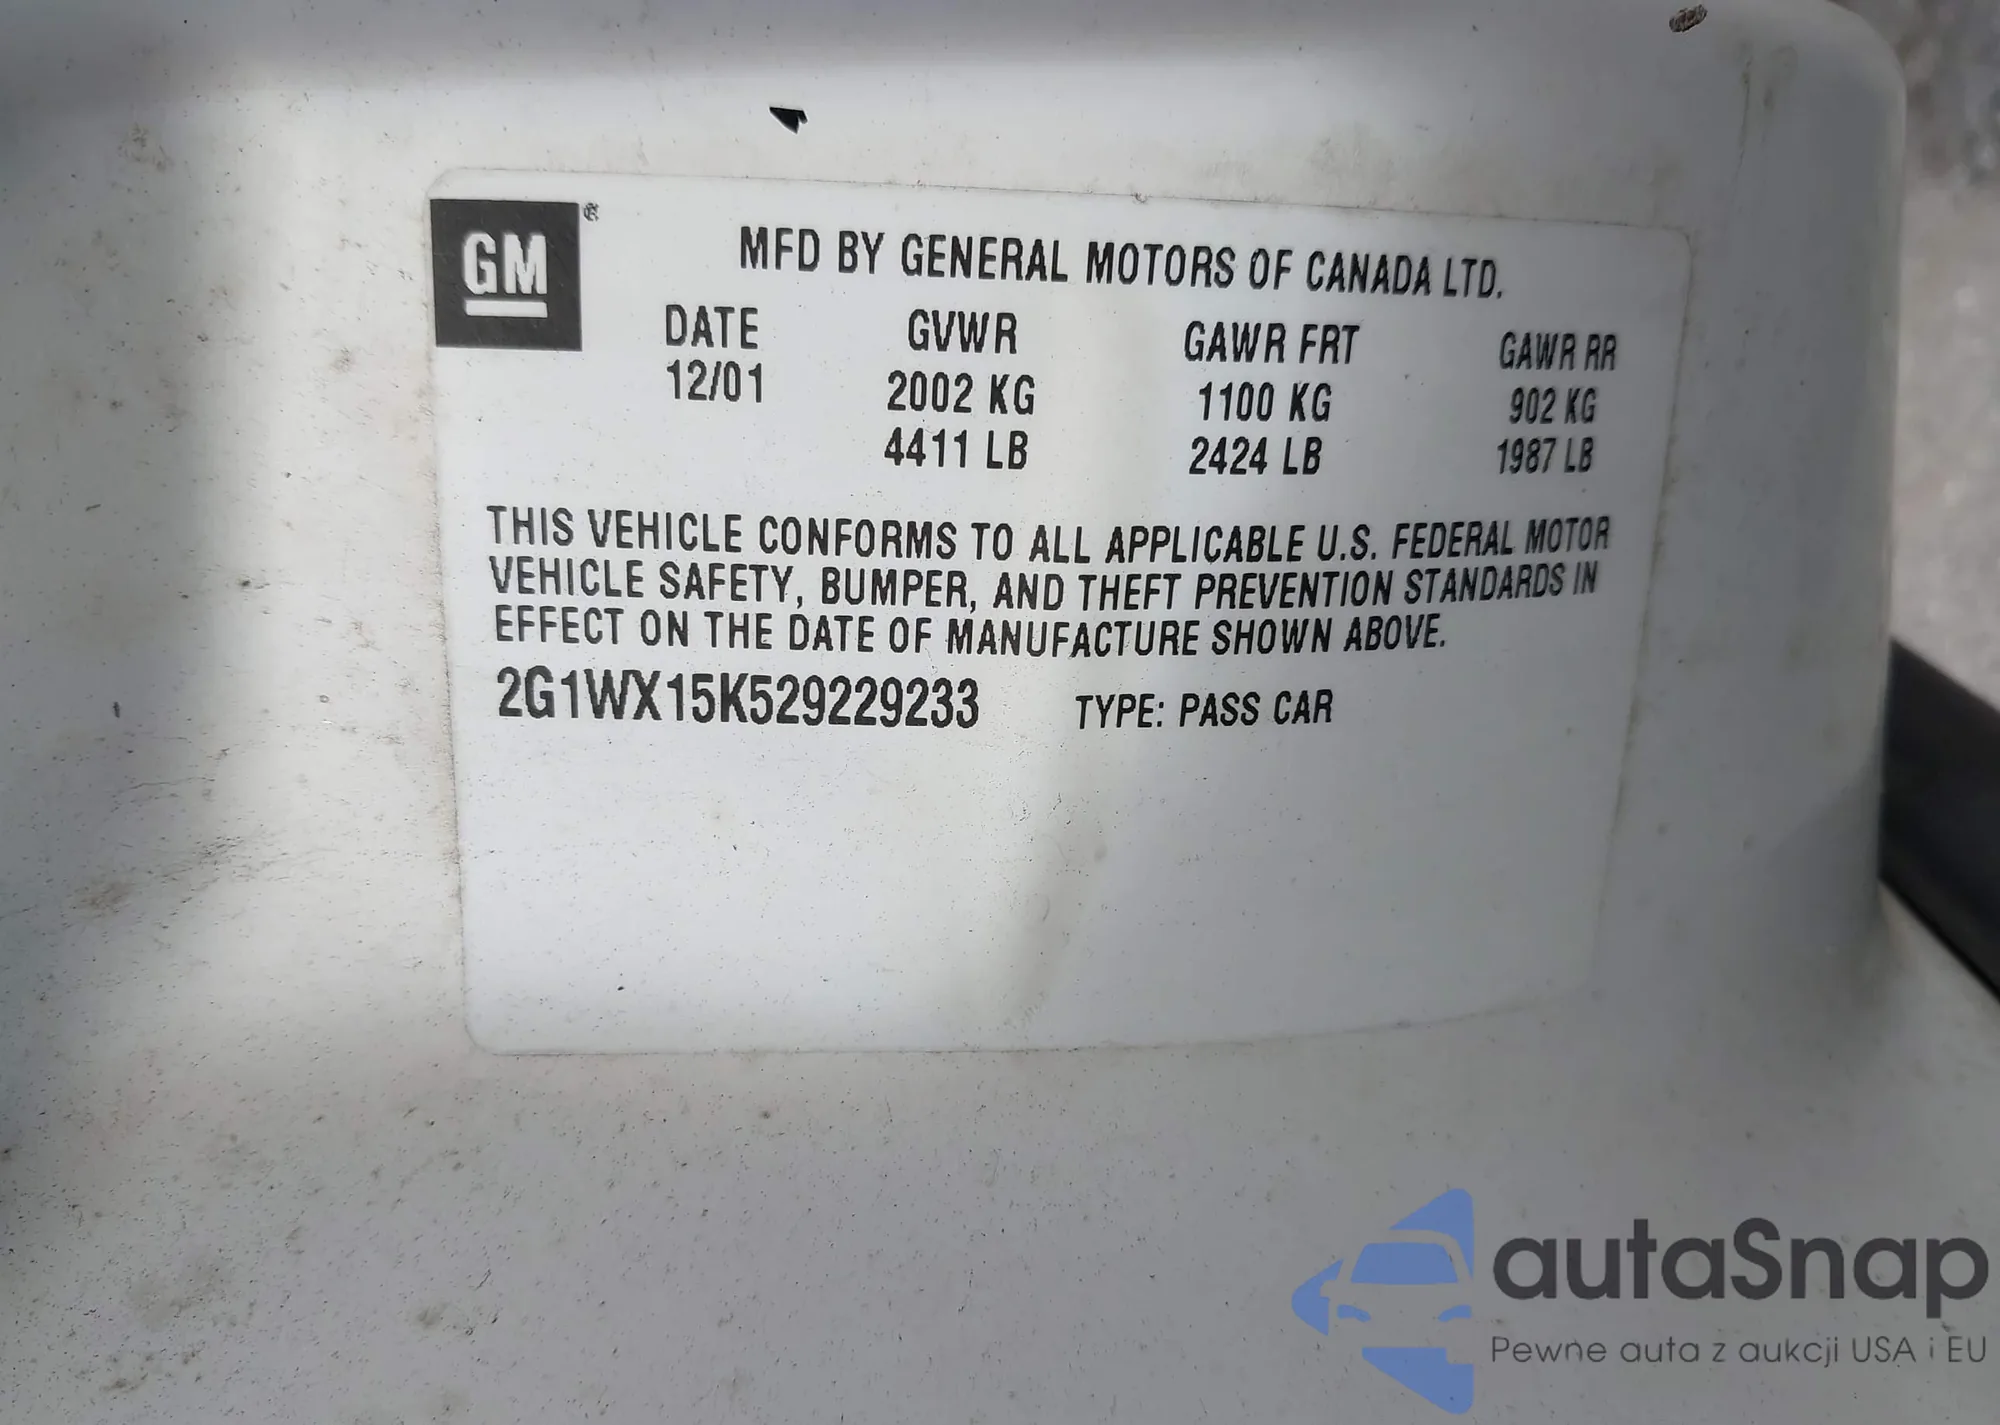 GM®
MFD BY GENERAL MOTORS OF CANADA LTD.
DATE GVWR GAWR FRT GAWR RR
12/01 2002 KG 1100 KG 902 KG
4411 LB 2424 LB 1987 LB
THIS VEHICLE CONFORMS TO ALL APPLICABLE U.S. FEDERAL MOTOR
VEHICLE SAFETY, BUMPER, AND THEFT PREVENTION STANDARDS IN
EFFECT ON THE DATE OF MANUFACTURE SHOWN ABOVE.
2G1WX15K529229233 TYPE: PASS CAR
autaSnap
Pewne auta z aukcji USA i EU